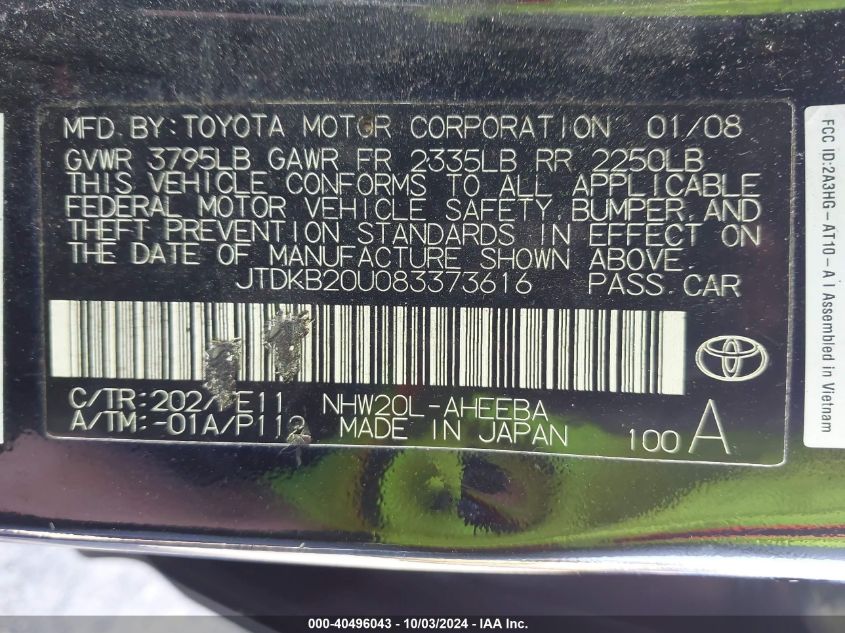 MFD. BY: TOYOTA MOTOR CORPORATION 01/08
GVWR 3795LB GAWR FR 2335LB RR 2250LB
THIS VEHICLE CONFORMS TO ALL APPLICABLE
FEDERAL MOTOR VEHICLE SAFETY, BUMPER, AND
THEFT PREVENTION STANDARDS IN EFFECT ON
THE DATE OF MANUFACTURE SHOWN ABOVE.
JTDKB20U083373616 PASS. CAR
C/TR: 202/ E11 NHW20L-AHEEBA
A/TM: -01A/P112 MADE IN JAPAN 100 A
FCC ID:2A3HG-AT10-A I Assembled in Vietnam
000-40496043 - 10/03/2024 - IAA Inc.